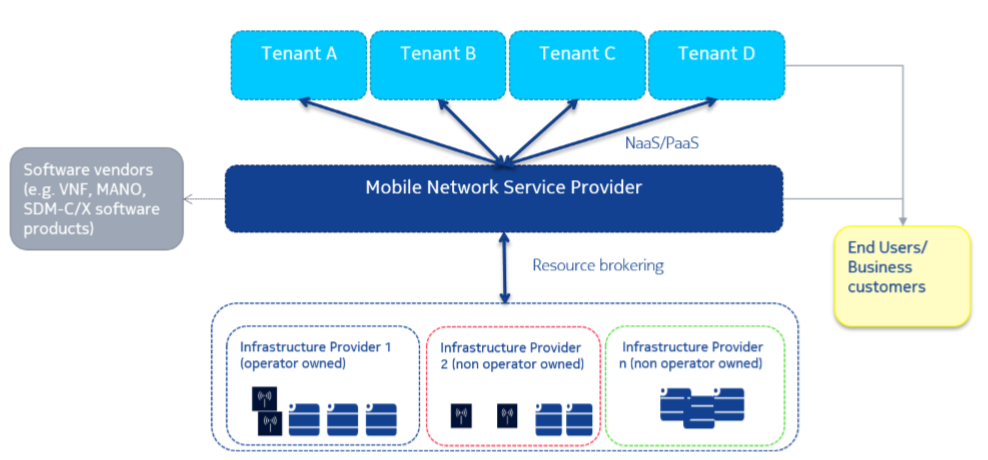 Tenant A
Tenant B
Tenant C
Tenant D
NaaS/PaaS
Software vendors
(e.g. VNF, MANO,
SDM-C/X software
products)
Mobile Network Service Provider
End Users/
Business
customers
Resource brokering
Infrastructure Provider 1
(operator owned)
Infrastructure Provider
2 (non operator owned)
Infrastructure Provider
n (non operator owned)